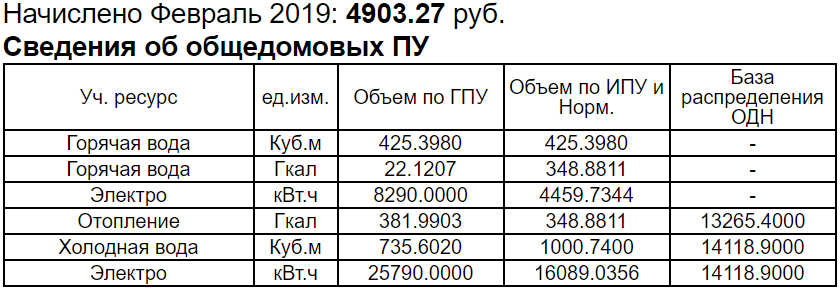 Начислено Февраль 2019: 4903.27 руб.
Сведения об общедомовых ПУ
Уч. ресурс ед.изм. Объем по ГПУ Объем по ИПУ и Норм. База распределения ОДН
Горячая вода Куб.м 425.3980 425.3980 -
Горячая вода Гкал 22.1207 348.8811 -
Электро кВт.ч 8290.0000 4459.7344 -
Отопление Гкал 381.9903 348.8811 13265.4000
Холодная вода Куб.м 735.6020 1000.7400 14118.9000
Электро кВт.ч 25790.0000 16089.0356 14118.9000